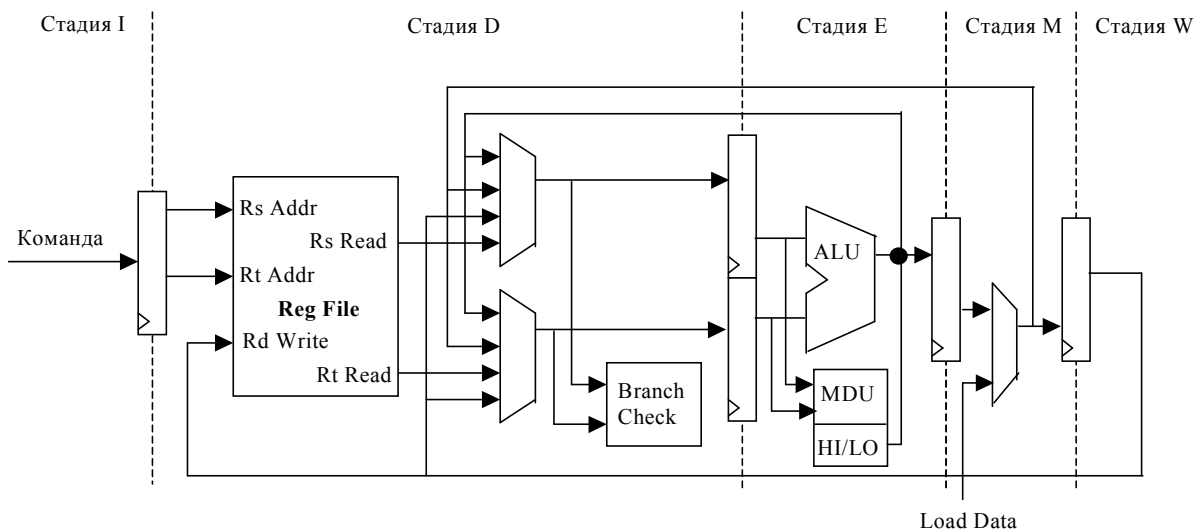 Стадия I
Стадия D
Стадия E
Стадия M
Стадия W
Команда
Rs Addr
Rs Read
Rt Addr
Reg File
Rd Write
Rt Read
Branch
Check
ALU
MDU
HI/LO
Load Data